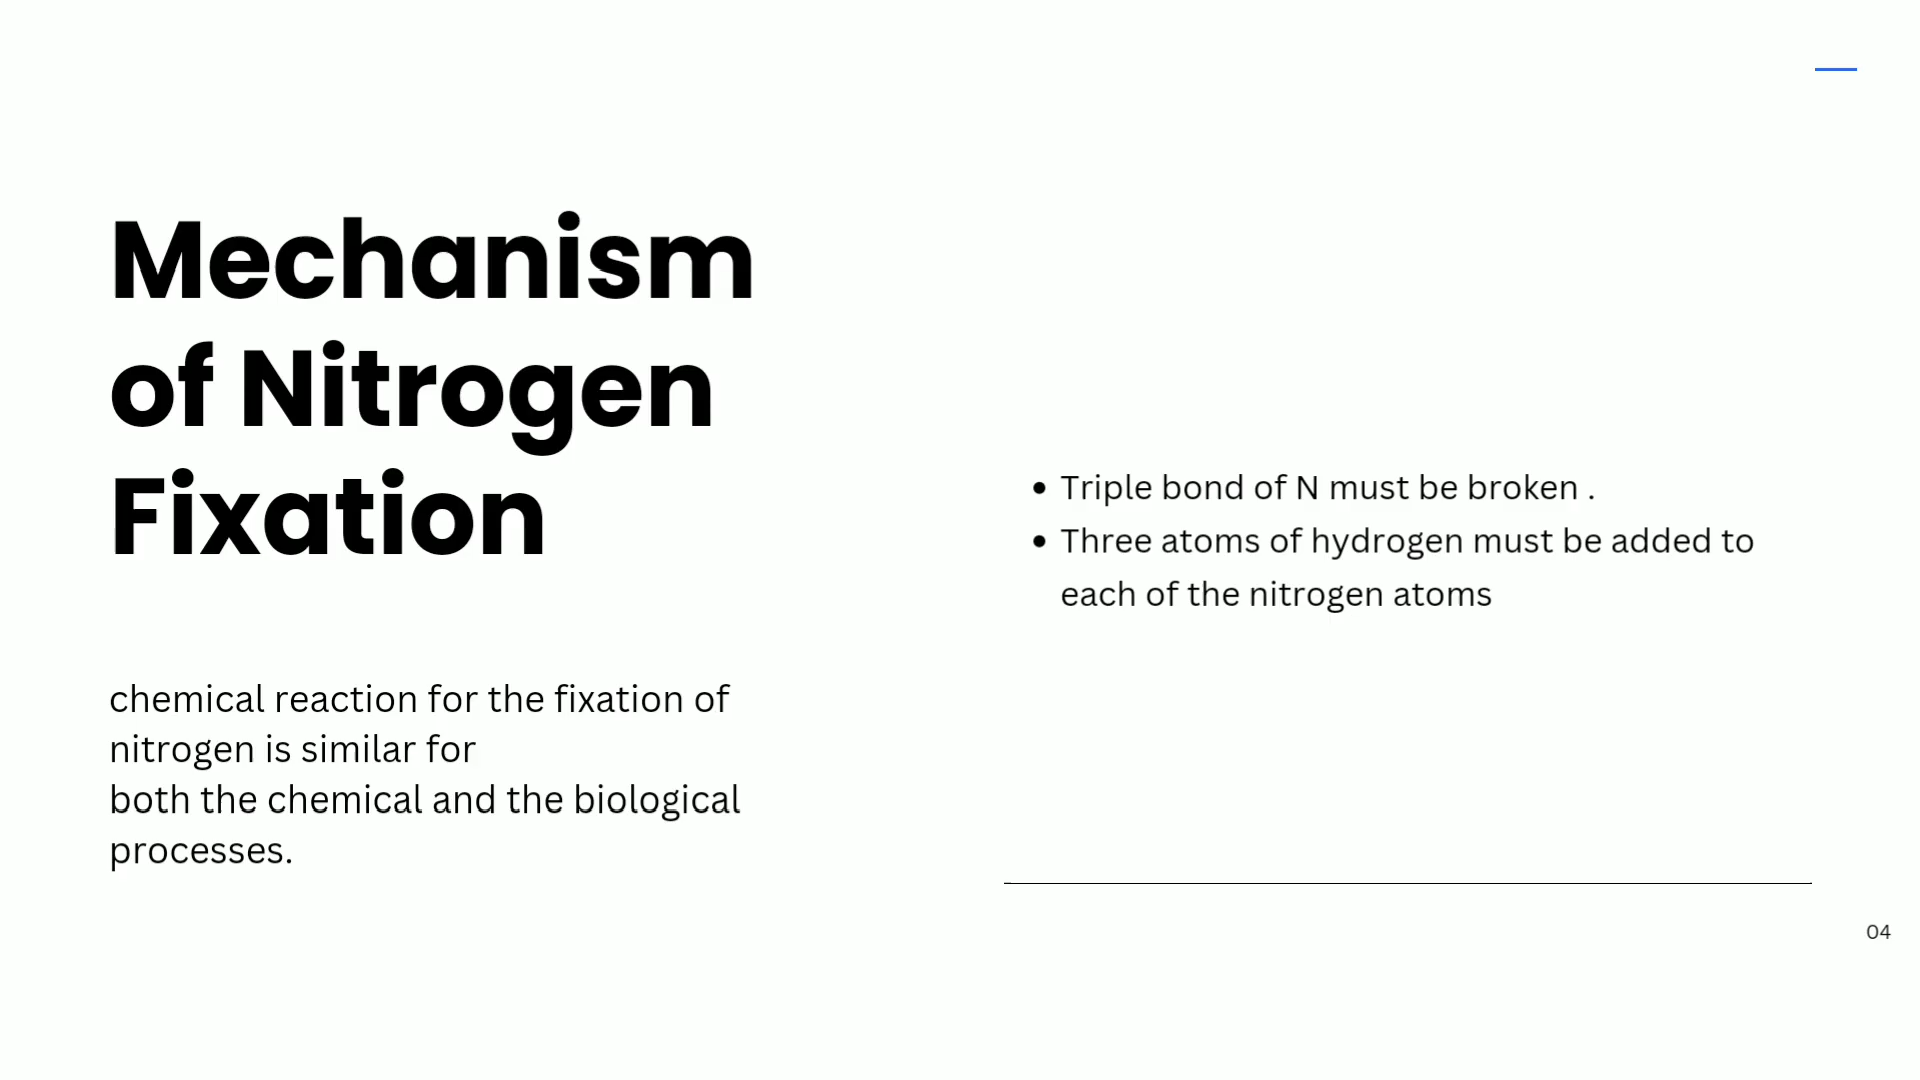 Mechanism
of Nitrogen
Fixation
chemical reaction for the fixation of
nitrogen is similar for
both the chemical and the biological
processes.
• Triple bond of N must be broken .
• Three atoms of hydrogen must be added to
each of the nitrogen atoms
04